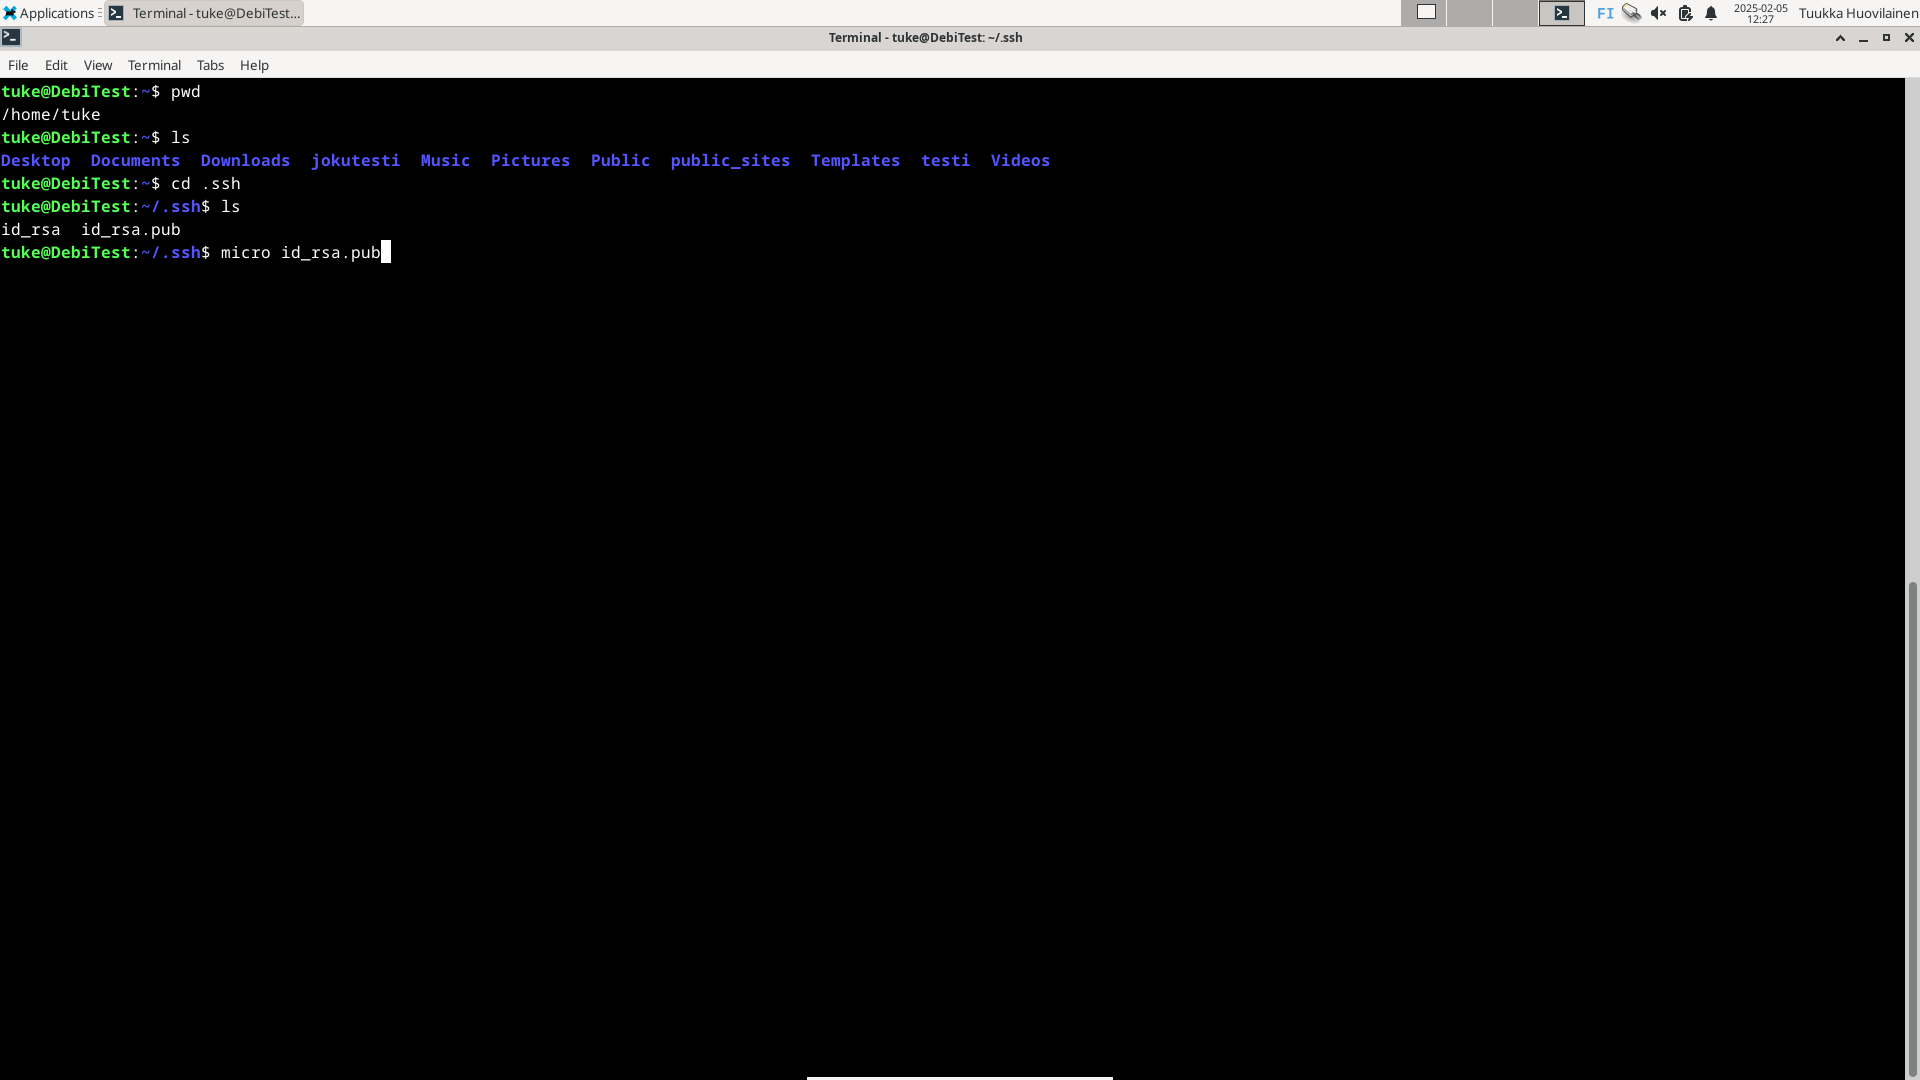 Applications Terminal - tuke@DebiTest... FI 2025-02-05 12:27 Tuukka Huovilainen
Terminal - tuke@DebiTest: ~/.ssh
File Edit View Terminal Tabs Help
tuke@DebiTest:~$ pwd
/home/tuke
tuke@DebiTest:~$ ls
Desktop Documents Downloads jokutesti Music Pictures Public public_sites Templates testi Videos
tuke@DebiTest:~$ cd .ssh
tuke@DebiTest:~/.ssh$ ls
id_rsa id_rsa.pub
tuke@DebiTest:~/.ssh$ micro id_rsa.pub